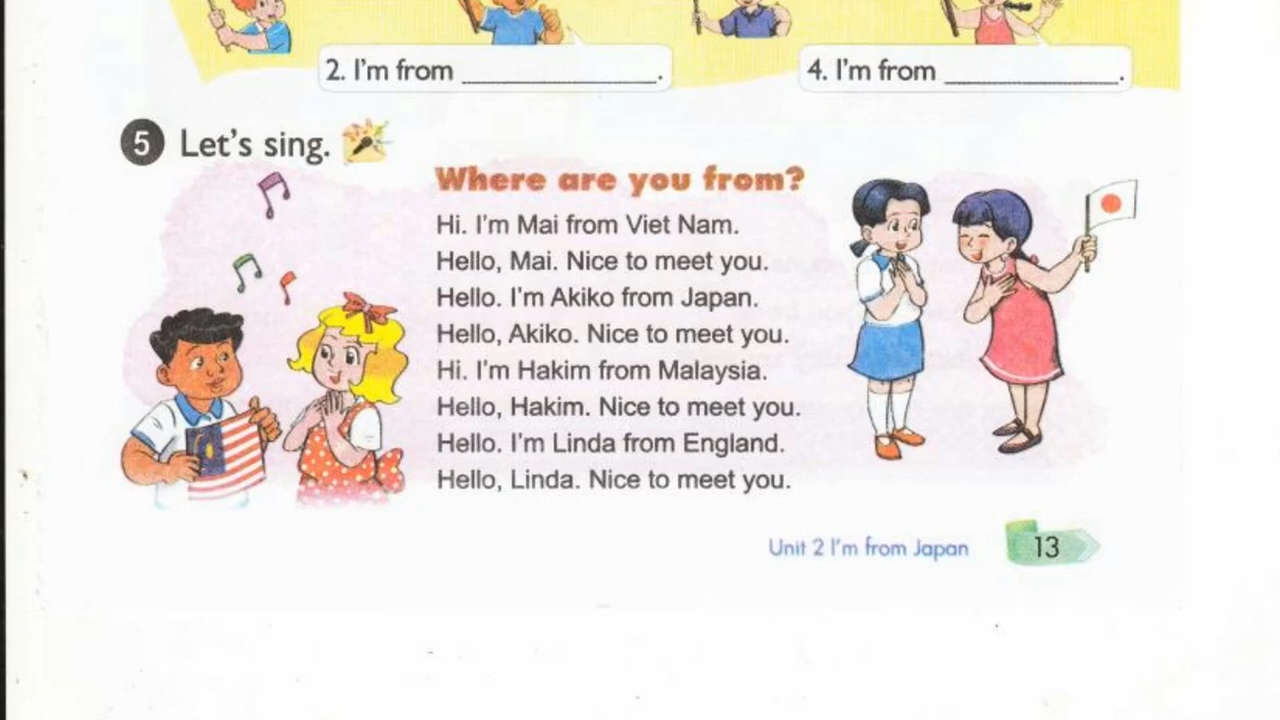 2. I'm from ______________.
4. I'm from ______________.
5 Let's sing.
Where are you from?
Hi. I'm Mai from Viet Nam.
Hello, Mai. Nice to meet you.
Hello. I'm Akiko from Japan.
Hello, Akiko. Nice to meet you.
Hi. I'm Hakim from Malaysia.
Hello, Hakim. Nice to meet you.
Hello. I'm Linda from England.
Hello, Linda. Nice to meet you.
Unit 2 I'm from Japan 13